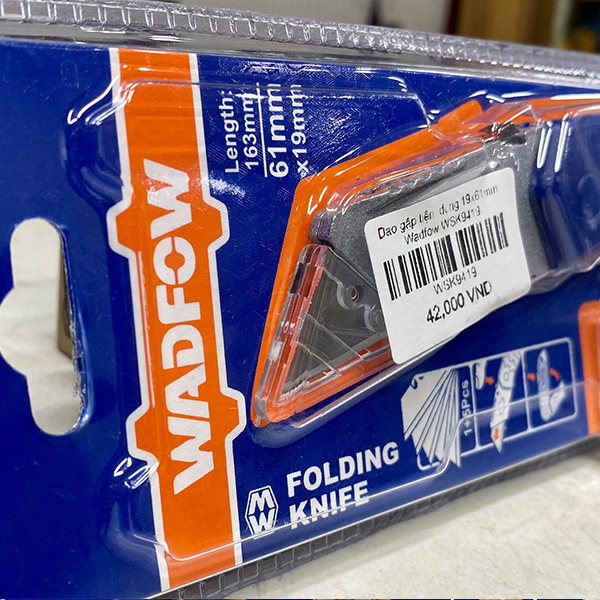 WADFOW
Length:
163mm
61mm
x19mm
Dao gấp tiện dụng 19x61mm
Wadfow WSK9419
WSK9419
42,000 VND
1+5Pcs
FOLDING
KNIFE